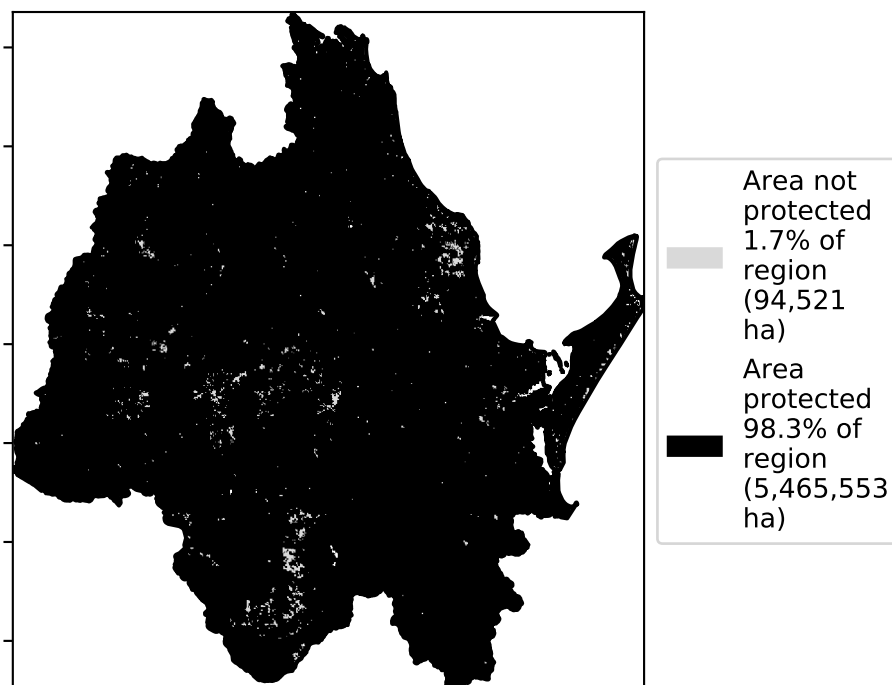 Area not
protected
1.7% of
region
(94,521
ha)
Area
protected
98.3% of
region
(5,465,553
ha)